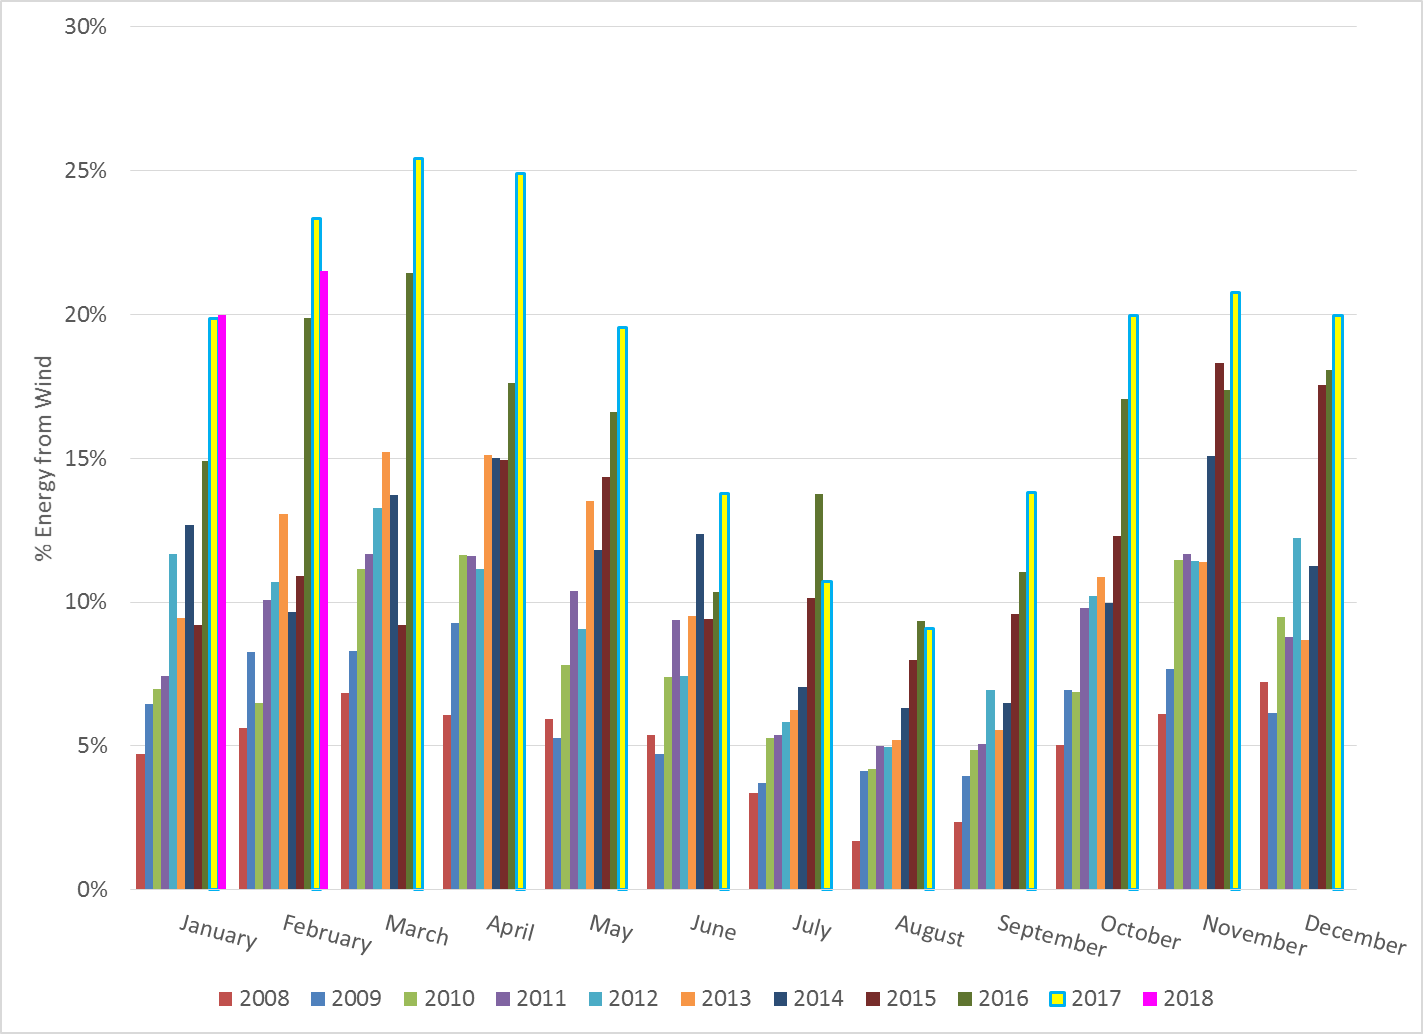 30%
25%
20%
15%
10%
5%
0%
% Energy from Wind
January February March April May June July August September October November December
2008 2009 2010 2011 2012 2013 2014 2015 2016 2017 2018